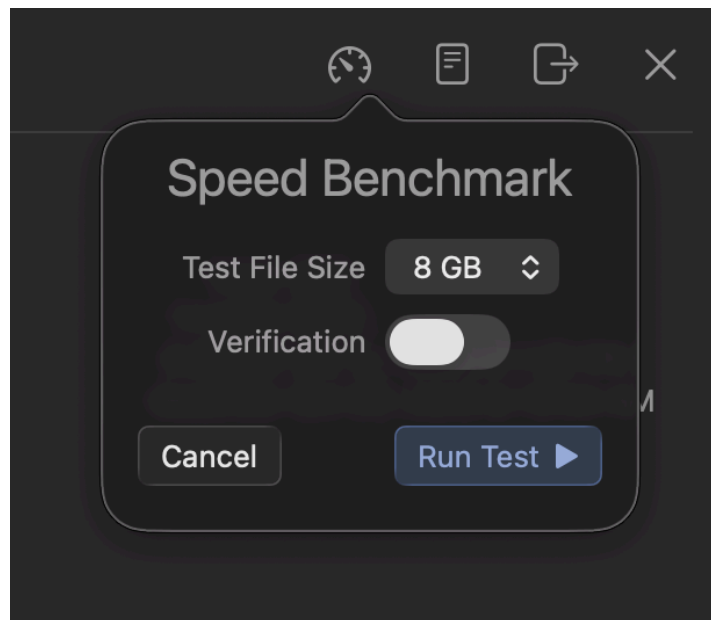 Speed Benchmark
Test File Size 8 GB
Verification
M
Cancel Run Test